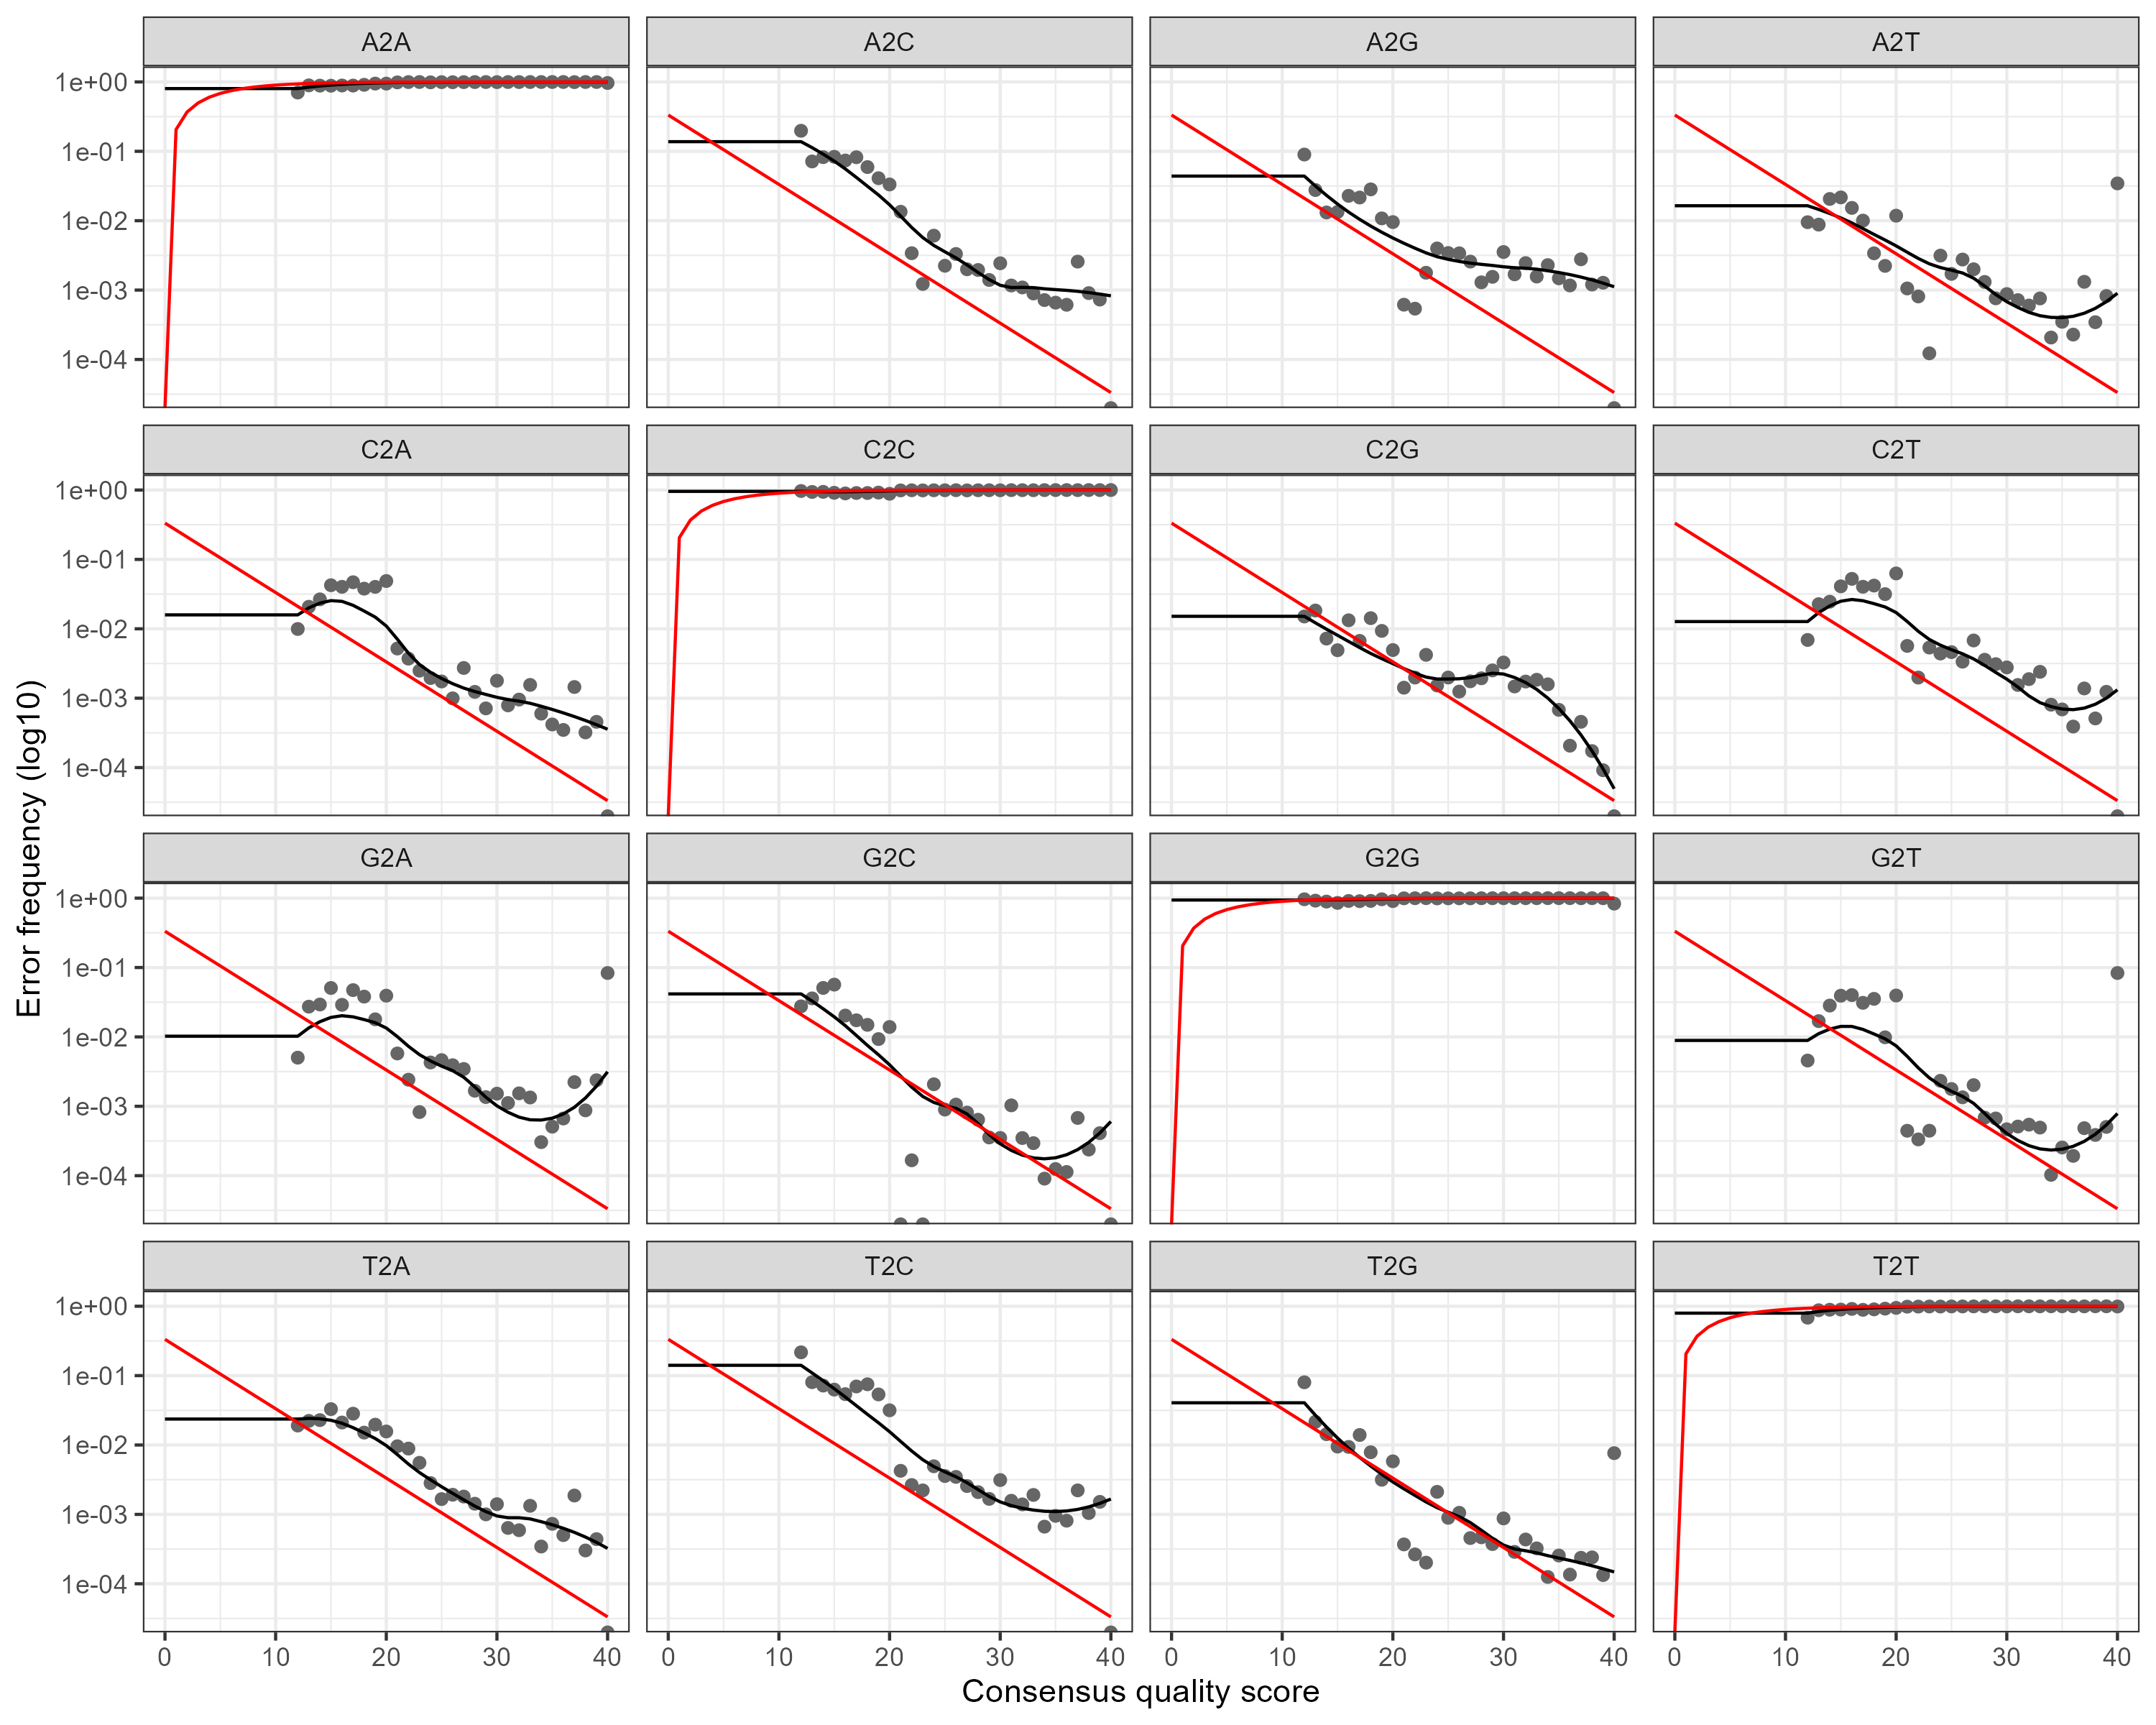 A2A A2C A2G A2T
1e+00
1e-01
1e-02
1e-03
1e-04
C2A C2C C2G C2T
1e+00
1e-01
1e-02
1e-03
1e-04
G2A G2C G2G G2T
1e+00
1e-01
1e-02
1e-03
1e-04
T2A T2C T2G T2T
1e+00
1e-01
1e-02
1e-03
1e-04
0 10 20 30 40 0 10 20 30 40 0 10 20 30 40 0 10 20 30 40
Consensus quality score
Error frequency (log10)